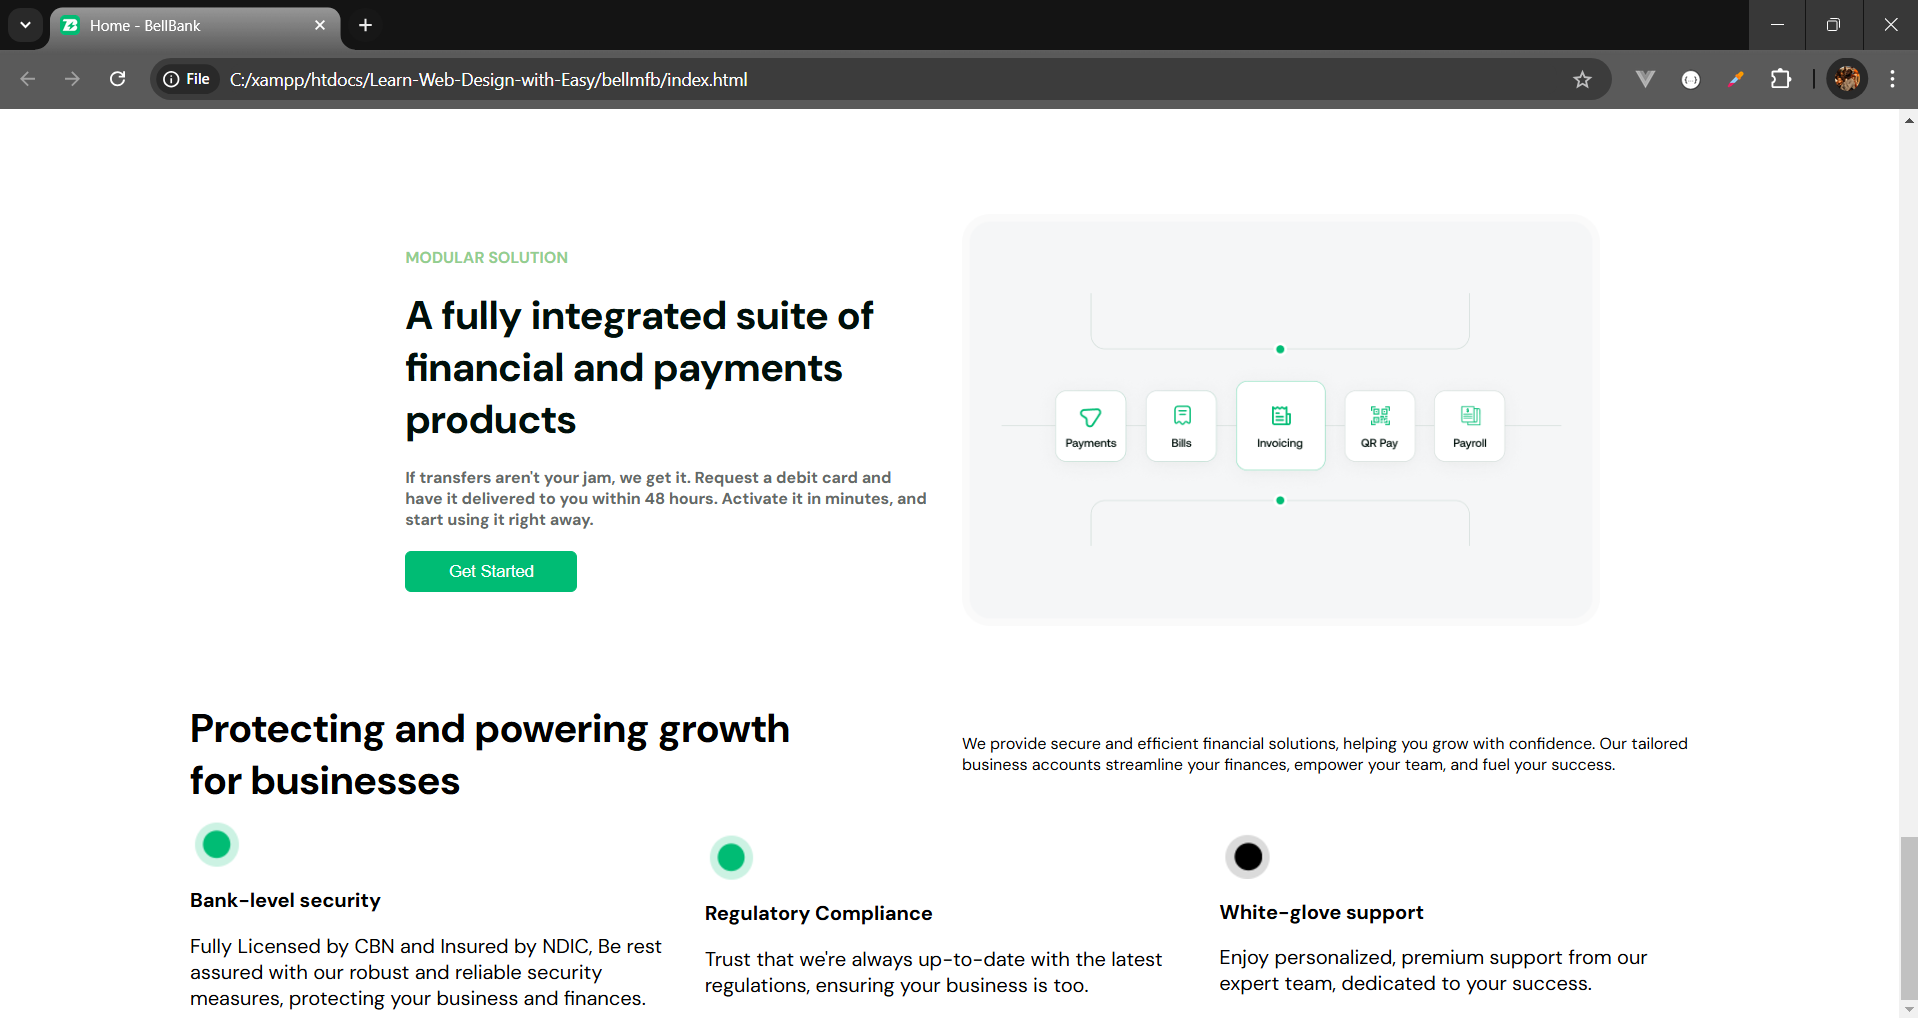 Home - BellBank
File
C:/xampp/htdocs/Learn-Web-Design-with-Easy/bellmfb/index.html
MODULAR SOLUTION
A fully integrated suite of
financial and payments
products
If transfers aren't your jam, we get it. Request a debit card and
have it delivered to you within 48 hours. Activate it in minutes, and
start using it right away.
Get Started
Payments
Bills
Invoicing
QR Pay
Payroll
Protecting and powering growth
for businesses
We provide secure and efficient financial solutions, helping you grow with confidence. Our tailored
business accounts streamline your finances, empower your team, and fuel your success.
Bank-level security
Fully Licensed by CBN and Insured by NDIC, Be rest
assured with our robust and reliable security
measures, protecting your business and finances.
Regulatory Compliance
Trust that we're always up-to-date with the latest
regulations, ensuring your business is too.
White-glove support
Enjoy personalized, premium support from our
expert team, dedicated to your success.